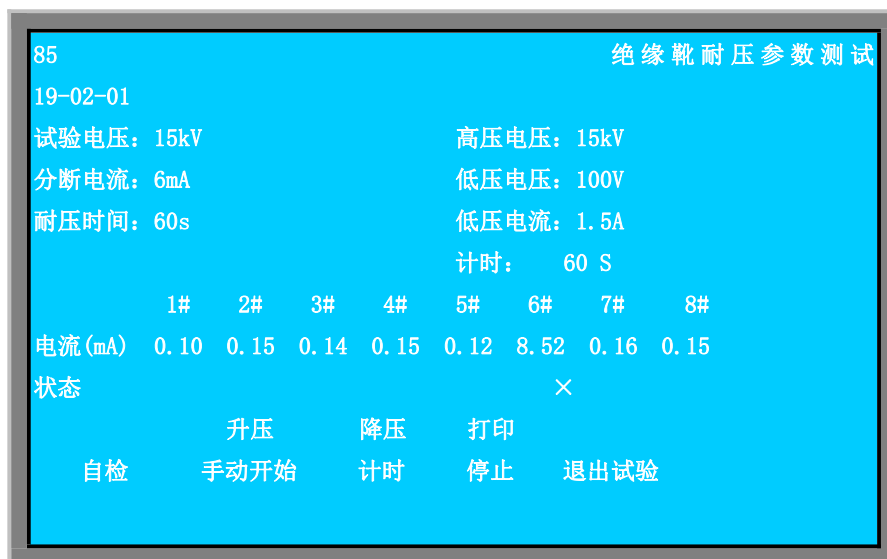 85 绝缘靴耐压参数测试
19-02-01
试验电压：15kV 高压电压：15kV
分断电流：6mA 低压电压：100V
耐压时间：60s 低压电流：1.5A
计时： 60 S
1# 2# 3# 4# 5# 6# 7# 8#
电流(mA) 0.10 0.15 0.14 0.15 0.12 8.52 0.16 0.15
状态 ×
升压 降压 打印
自检 手动开始 计时 停止 退出试验